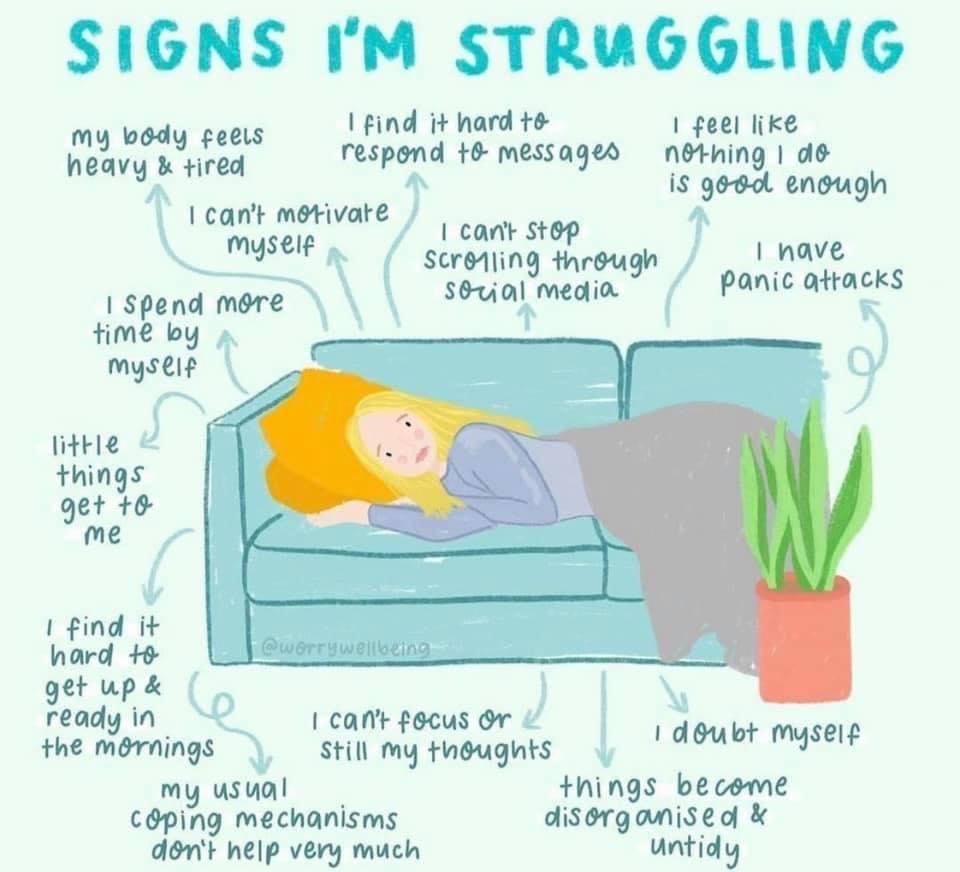 SIGNS I'M STRUGGLING
my body feels
heavy & tired
I find it hard to
respond to messages
I feel like
nothing I do
is good enough
I can't motivate
myself
I can't stop
scrolling through
social media
I have
panic attacks
I spend more
time by
myself
little
things
get to
me
I find it
hard to
get up &
ready in
the mornings
@worrywellbeing
I can't focus or
still my thoughts
I doubt myself
my usual
coping mechanisms
don't help very much
things become
disorganised &
untidy